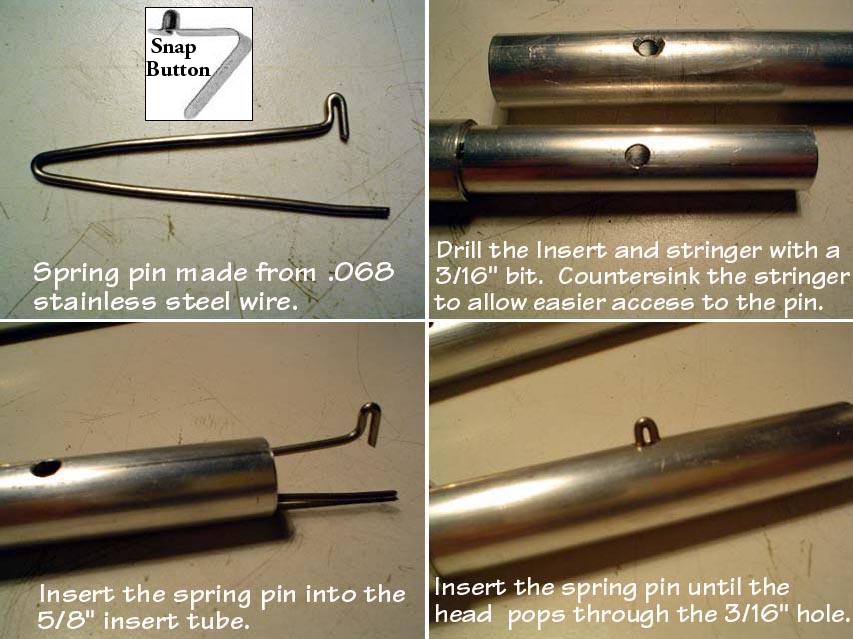 Snap
Button
Spring pin made from .068
stainless steel wire.
Drill the Insert and stringer with a
3/16" bit. Countersink the stringer
to allow easier access to the pin.
Insert the spring pin into the
5/8" insert tube.
Insert the spring pin until the
head pops through the 3/16" hole.